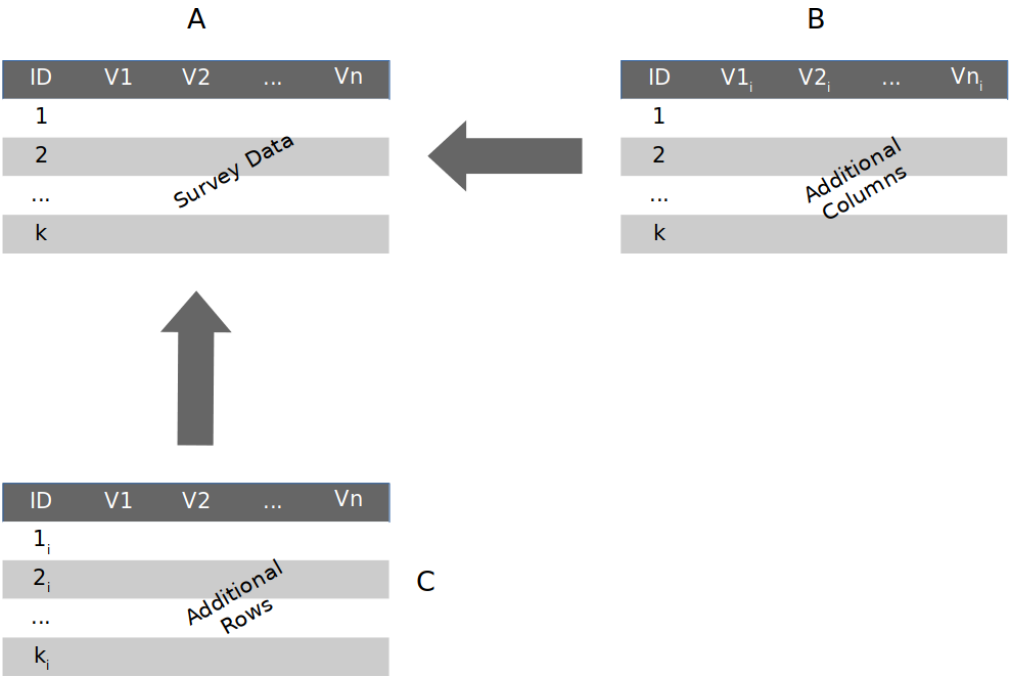 A
B
ID V1 V2 ... Vn
1
2
...
k
Survey Data
ID V1i V2i ... Vni
1
2
...
k
Additional
Columns
ID V1 V2 ... Vn
1i
2i
...
ki
Additional
Rows
C